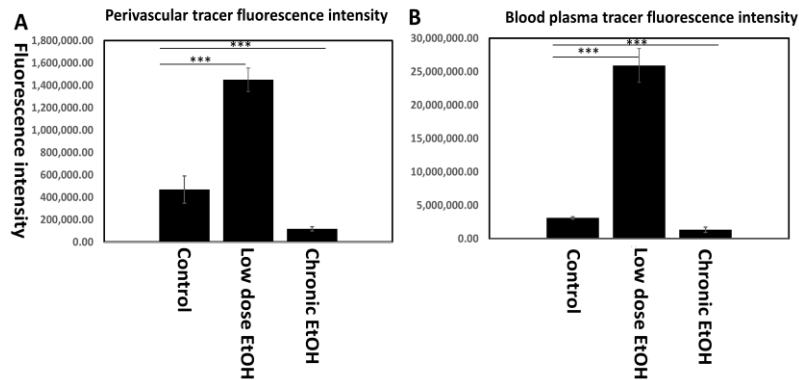 A
Perivascular tracer fluorescence intensity
Fluorescence intensity
1,800,000.00
1,600,000.00
1,400,000.00
1,200,000.00
1,000,000.00
800,000.00
600,000.00
400,000.00
200,000.00
0.00
***
***
Control
Low dose EtOH
Chronic EtOH
B
Blood plasma tracer fluorescence intensity
30,000,000.00
25,000,000.00
20,000,000.00
15,000,000.00
10,000,000.00
5,000,000.00
0.00
***
***
Control
Low dose EtOH
Chronic EtOH